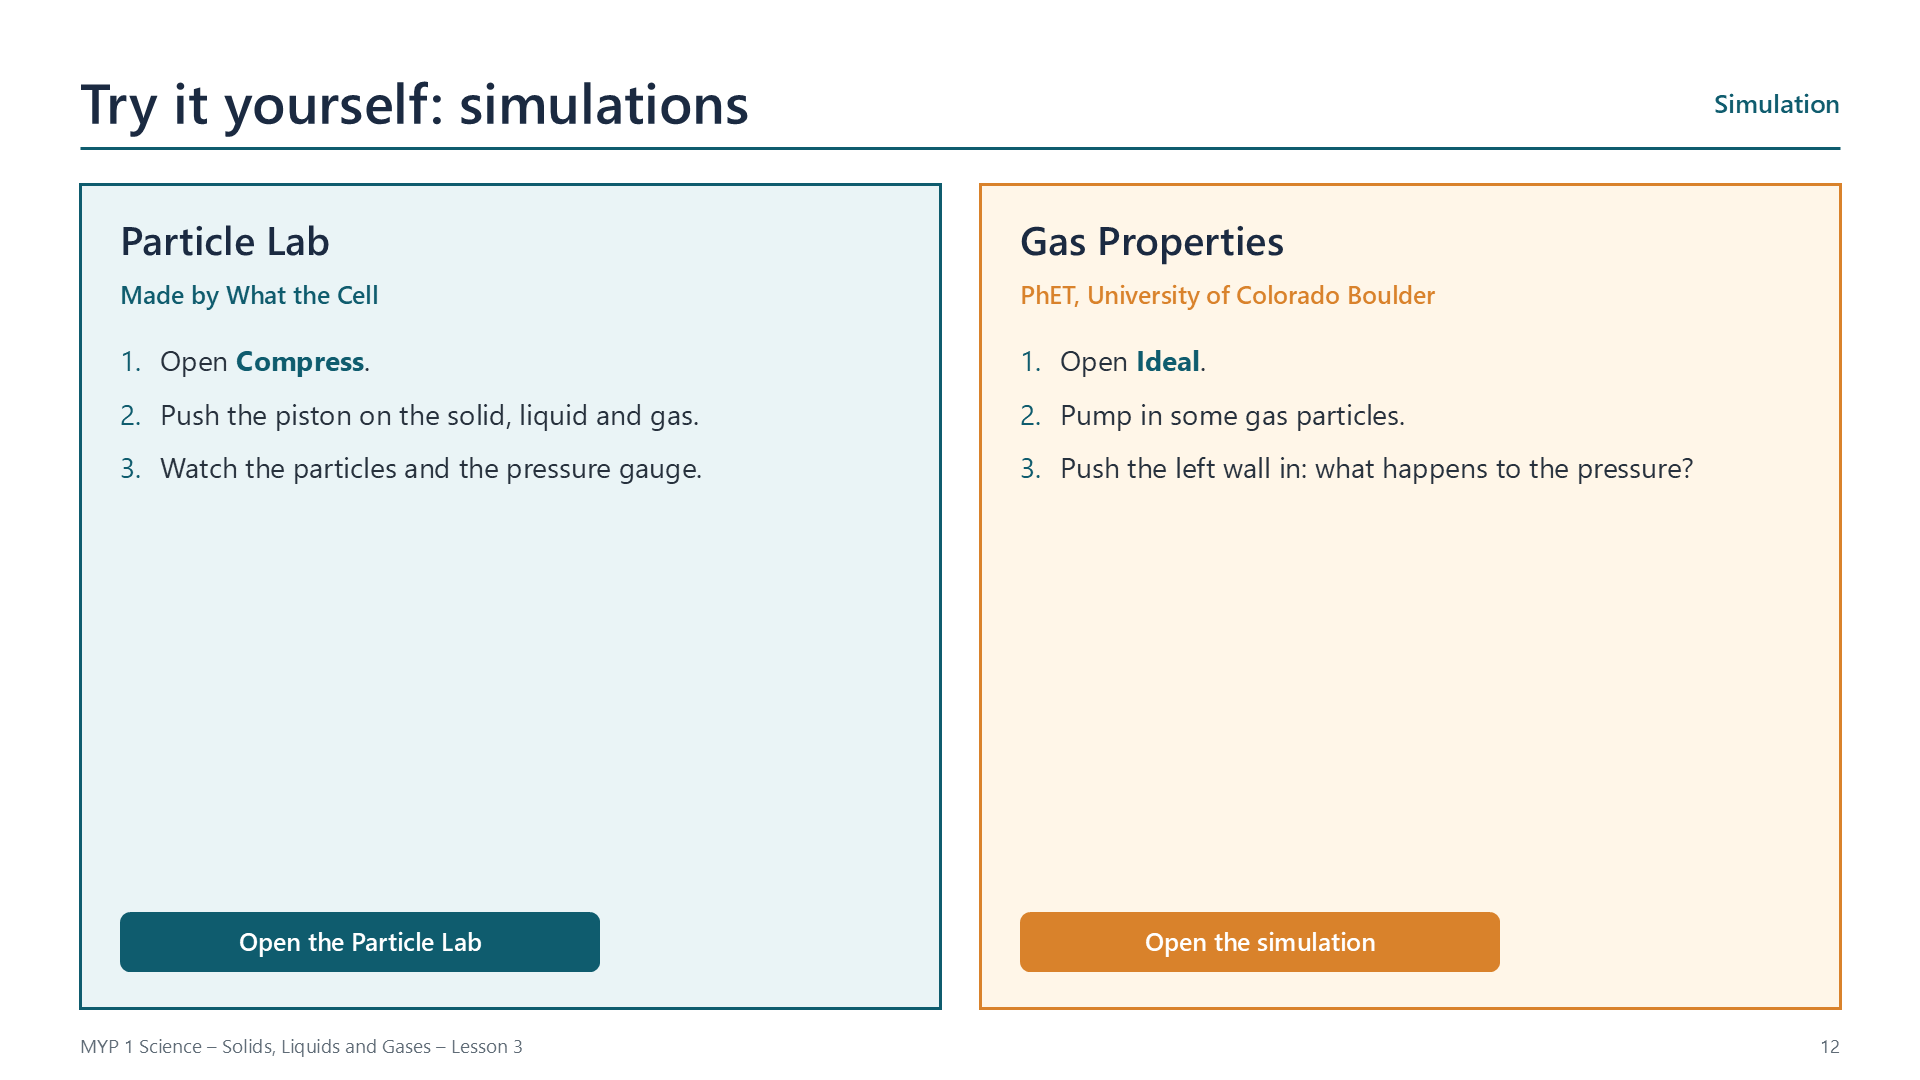 Try it yourself: simulations
Simulation
Particle Lab
Made by What the Cell
1. Open Compress.
2. Push the piston on the solid, liquid and gas.
3. Watch the particles and the pressure gauge.
Open the Particle Lab
Gas Properties
PhET, University of Colorado Boulder
1. Open Ideal.
2. Pump in some gas particles.
3. Push the left wall in: what happens to the pressure?
Open the simulation
MYP 1 Science – Solids, Liquids and Gases – Lesson 3
12